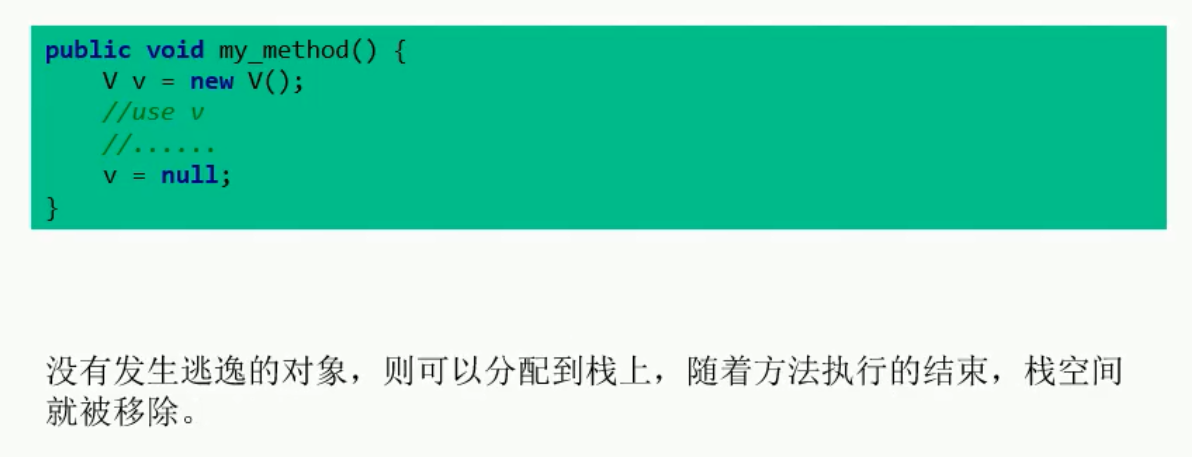 public void my_method() {
    V v = new V();
    //use v
    //......
    v = null;
}
没有发生逃逸的对象，则可以分配到栈上，随着方法执行的结束，栈空间
就被移除。